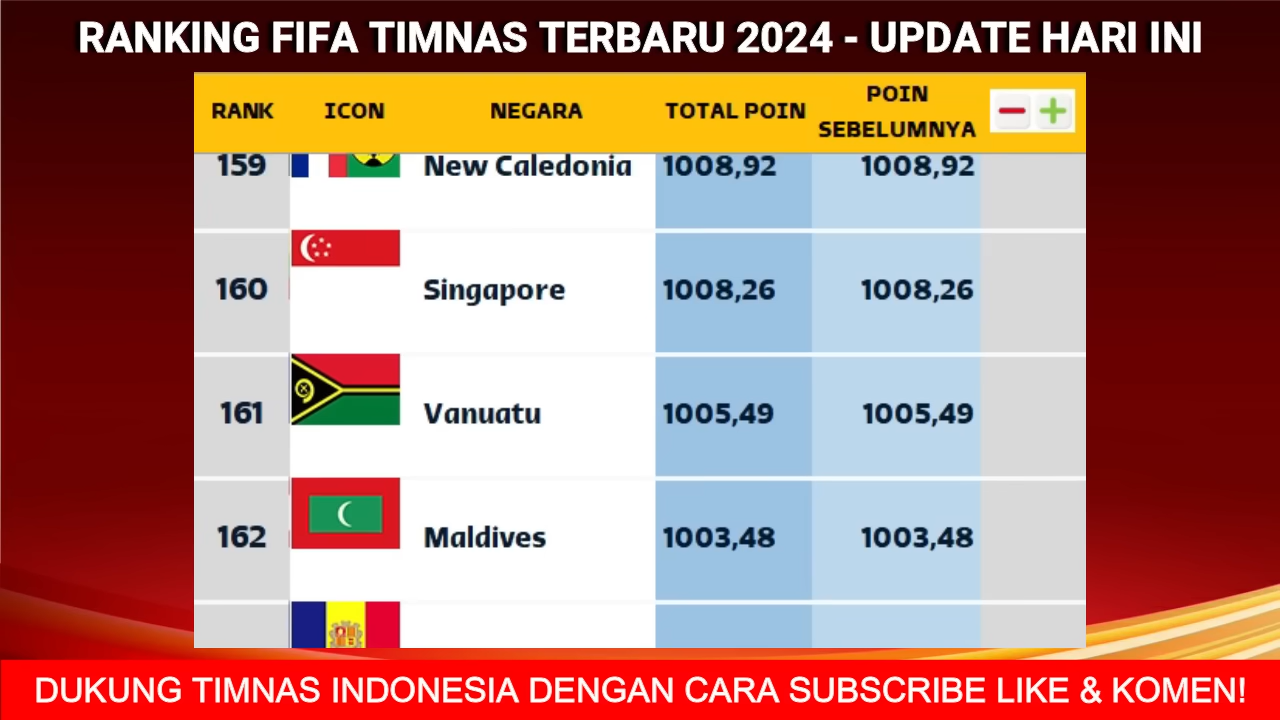 RANKING FIFA TIMNAS TERBARU 2024 - UPDATE HARI INI
RANK ICON NEGARA TOTAL POIN POIN SEBELUMNYA
159 New Caledonia 1008,92 1008,92
160 Singapore 1008,26 1008,26
161 Vanuatu 1005,49 1005,49
162 Maldives 1003,48 1003,48
DUKUNG TIMNAS INDONESIA DENGAN CARA SUBSCRIBE LIKE & KOMEN!